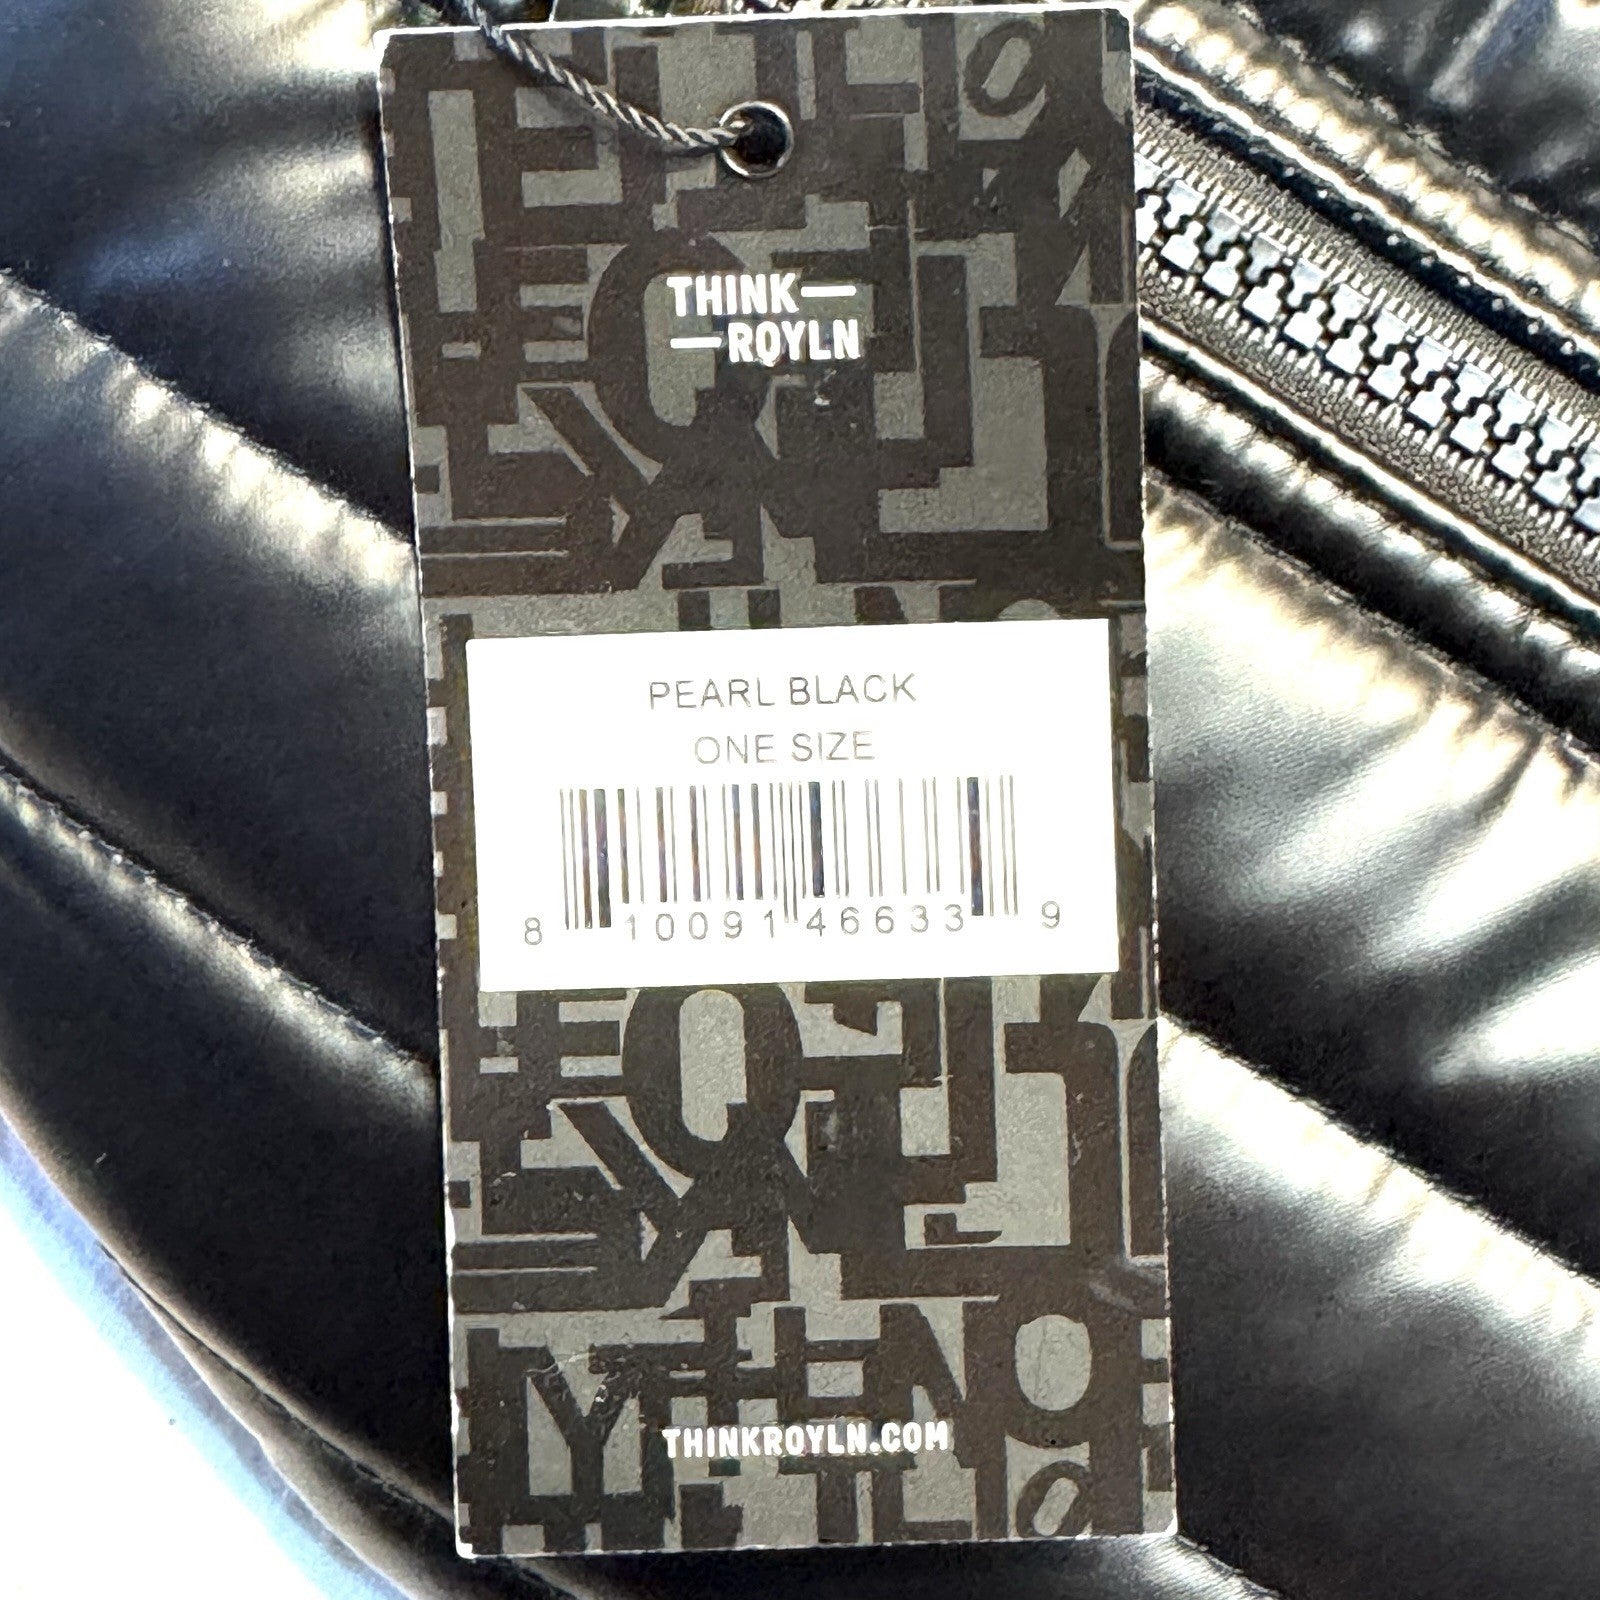 THINK—
—ROYLN
PEARL BLACK
ONE SIZE
8 10091 46633 9
THINKROYLN.COM